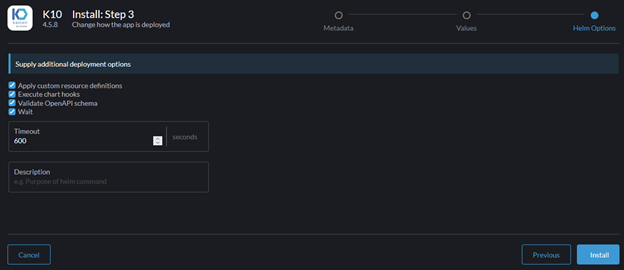 K10
4.5.8
Install: Step 3
Change how the app is deployed
Metadata
Values
Helm Options
Supply additional deployment options
Apply custom resource definitions
Execute chart hooks
Validate OpenAPI schema
Wait
Timeout
600
seconds
Description
e.g. Purpose of helm command
Cancel
Previous
Install